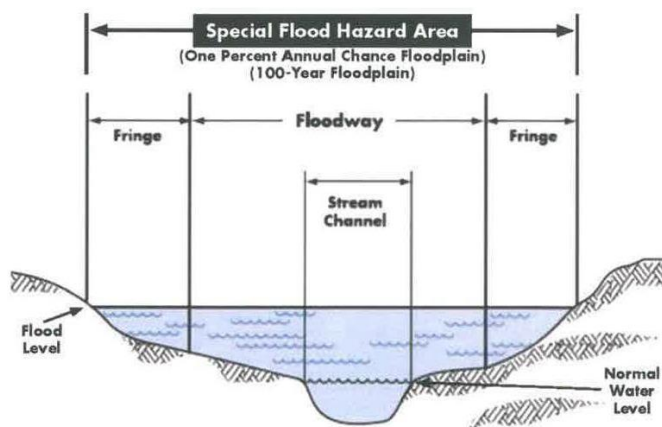 Special Flood Hazard Area
(One Percent Annual Chance Floodplain)
(100-Year Floodplain)
Fringe
Floodway
Fringe
Stream
Channel
Flood
Level
Normal
Water
Level